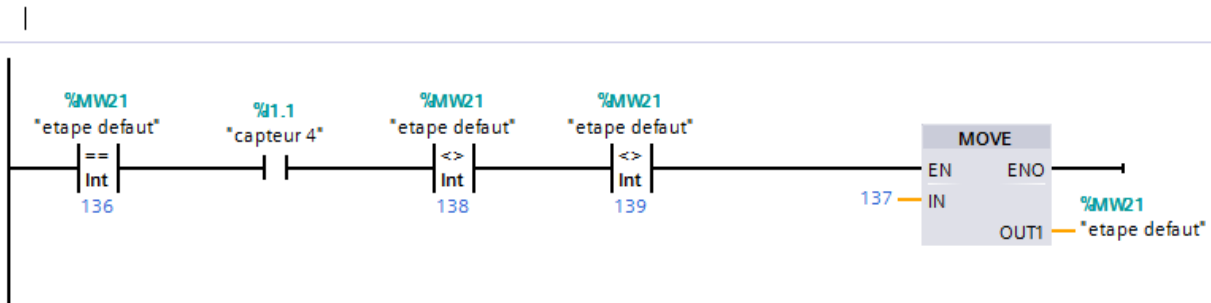 %MW21
"etape defaut"
==
Int
136
%I1.1
"capteur 4"
%MW21
"etape defaut"
<>
Int
138
%MW21
"etape defaut"
<>
Int
139
MOVE
EN ENO
137 IN
%MW21
OUT1 "etape defaut"